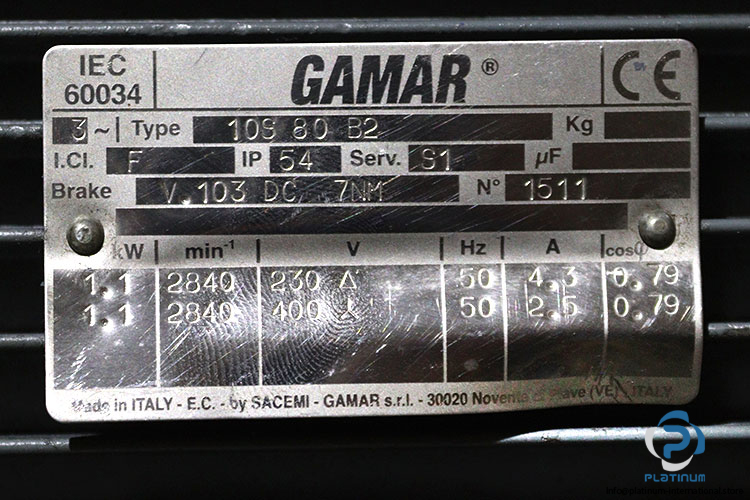 IEC
60034
GAMAR ®
CE
3~ Type 10S 80 B2 Kg
I.Cl. F IP 54 Serv. S1 µF
Brake V.103 DC 7NM N° 1511
kW min⁻¹ V Hz A cosφ
1.1 2840 230 Δ 50 4.3 0.79
1.1 2840 400 Y 50 2.5 0.79
Made in ITALY - E.C. - by SACEMI - GAMAR s.r.l. - 30020 Noventa di Piave (VE) ITALY
PLATINUM